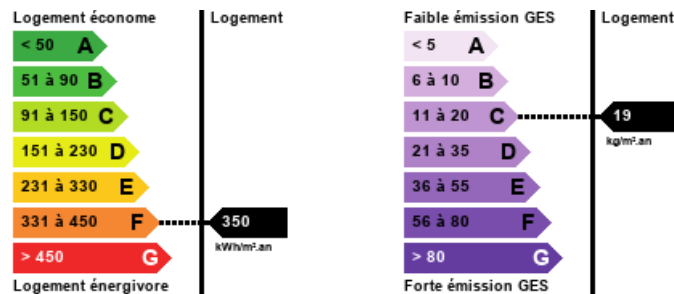 Logement économe
Logement
< 50 A
51 à 90 B
91 à 150 C
151 à 230 D
231 à 330 E
331 à 450 F
350
kWh/m².an
> 450 G
Logement énergivore
Faible émission GES
Logement
< 5 A
6 à 10 B
11 à 20 C
19
kg/m².an
21 à 35 D
36 à 55 E
56 à 80 F
> 80 G
Forte émission GES